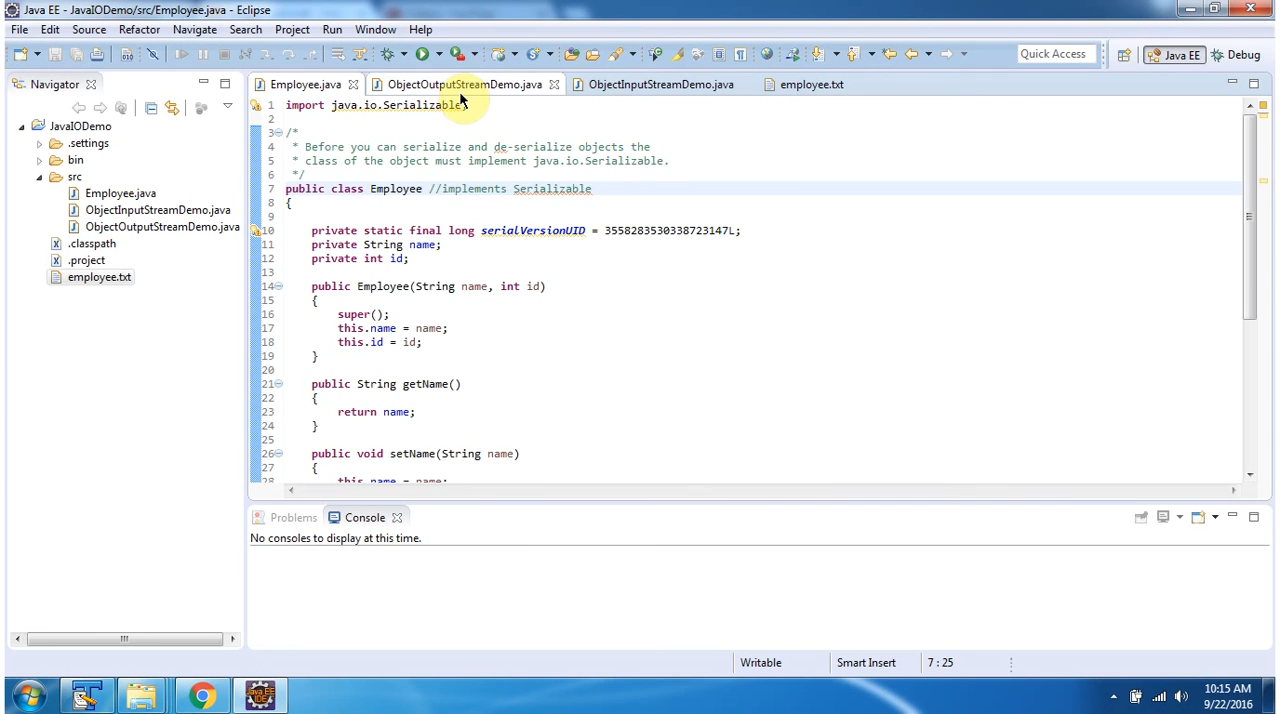 Java EE - JavaIODemo/src/Employee.java - Eclipse
File Edit Source Refactor Navigate Search Project Run Window Help
Quick Access Java EE Debug
Navigator
Employee.java ObjectOutputStreamDemo.java ObjectInputStreamDemo.java employee.txt
JavaIODemo
.settings
bin
src
Employee.java
ObjectInputStreamDemo.java
ObjectOutputStreamDemo.java
.classpath
.project
employee.txt
1 import java.io.Serializable;
2
3 /*
4 * Before you can serialize and de-serialize objects the
5 * class of the object must implement java.io.Serializable.
6 */
7 public class Employee //implements Serializable
8 {
9
10 private static final long serialVersionUID = 3558283530338723147L;
11 private String name;
12 private int id;
13
14 public Employee(String name, int id)
15 {
16 super();
17 this.name = name;
18 this.id = id;
19 }
20
21 public String getName()
22 {
23 return name;
24 }
25
26 public void setName(String name)
27 {
28 this.name = name;
Problems Console
No consoles to display at this time.
Writable Smart Insert 7 : 25
Java EE
IDE
10:15 AM
9/22/2016